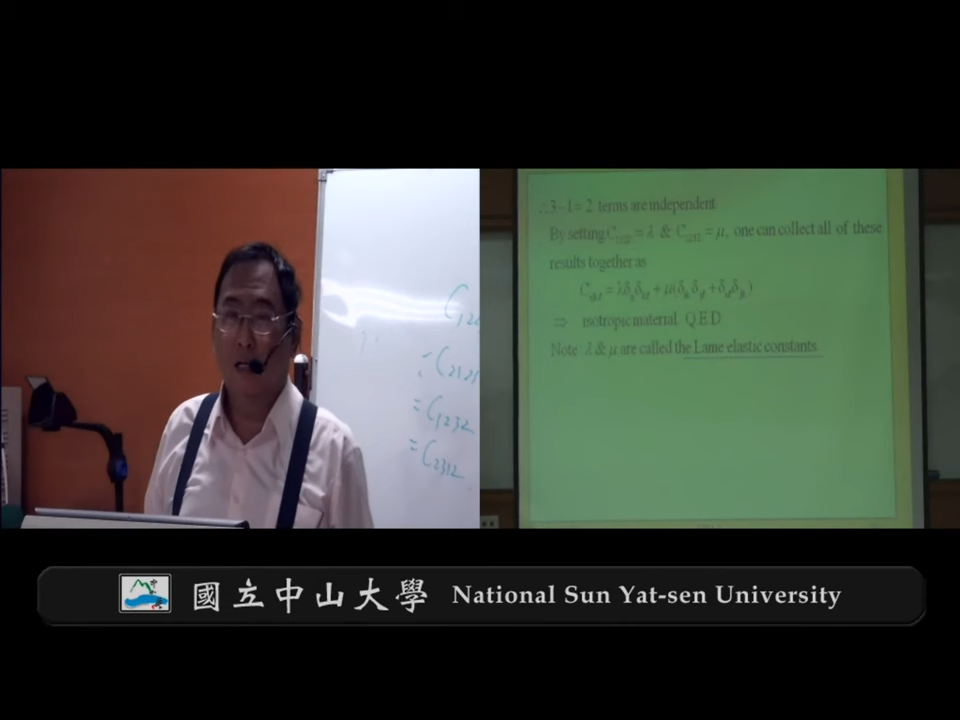 C₁₂₂
= C₂₁₂₁
= C₁₂₃₂
= C₂₃₁₂
∴3−1=2 terms are independent
By setting C₁₁₂₂ = λ & C₁₂₁₂ = μ, one can collect all of these
results together as
Cᵢⱼₖₗ = λδᵢⱼδₖₗ + μ(δᵢₖδⱼₗ + δᵢₗδⱼₖ)
⇒ isotropic material Q.E.D
Note λ & μ are called the Lame elastic constants.
國立中山大學 National Sun Yat-sen University